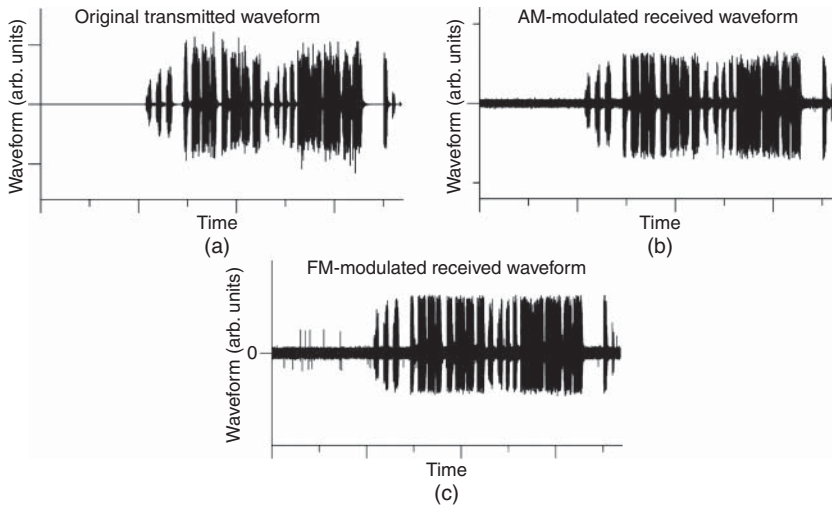 Original transmitted waveform
Waveform (arb. units)
Time
(a)
AM-modulated received waveform
Waveform (arb. units)
Time
(b)
FM-modulated received waveform
Waveform (arb. units)
0
Time
(c)